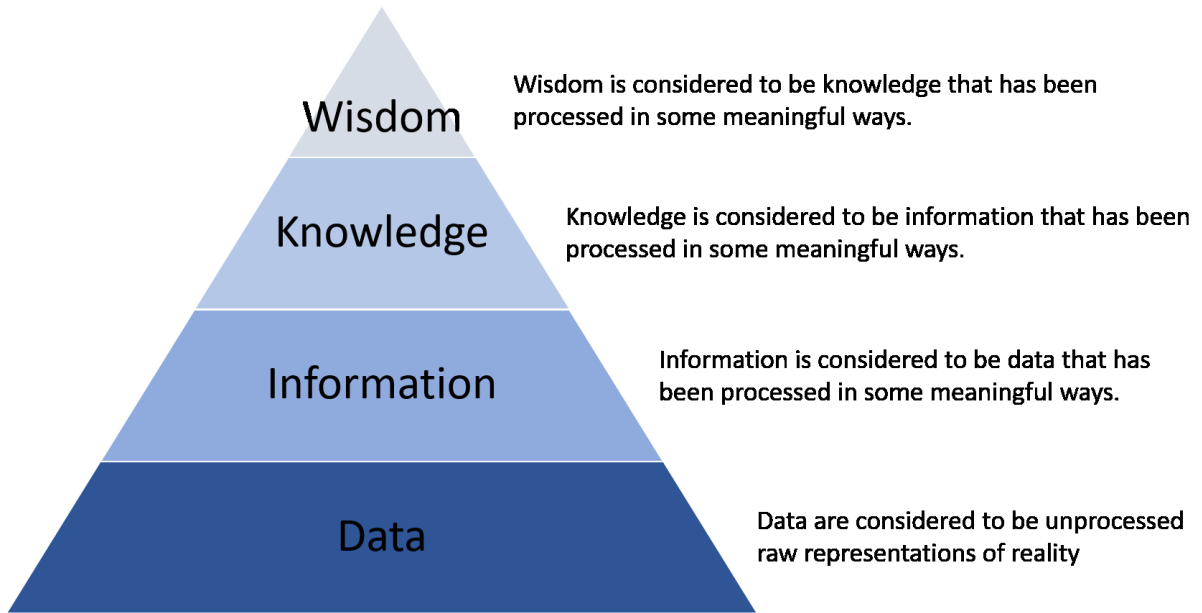 Wisdom
Wisdom is considered to be knowledge that has been
processed in some meaningful ways.
Knowledge
Knowledge is considered to be information that has been
processed in some meaningful ways.
Information
Information is considered to be data that has
been processed in some meaningful ways.
Data
Data are considered to be unprocessed
raw representations of reality